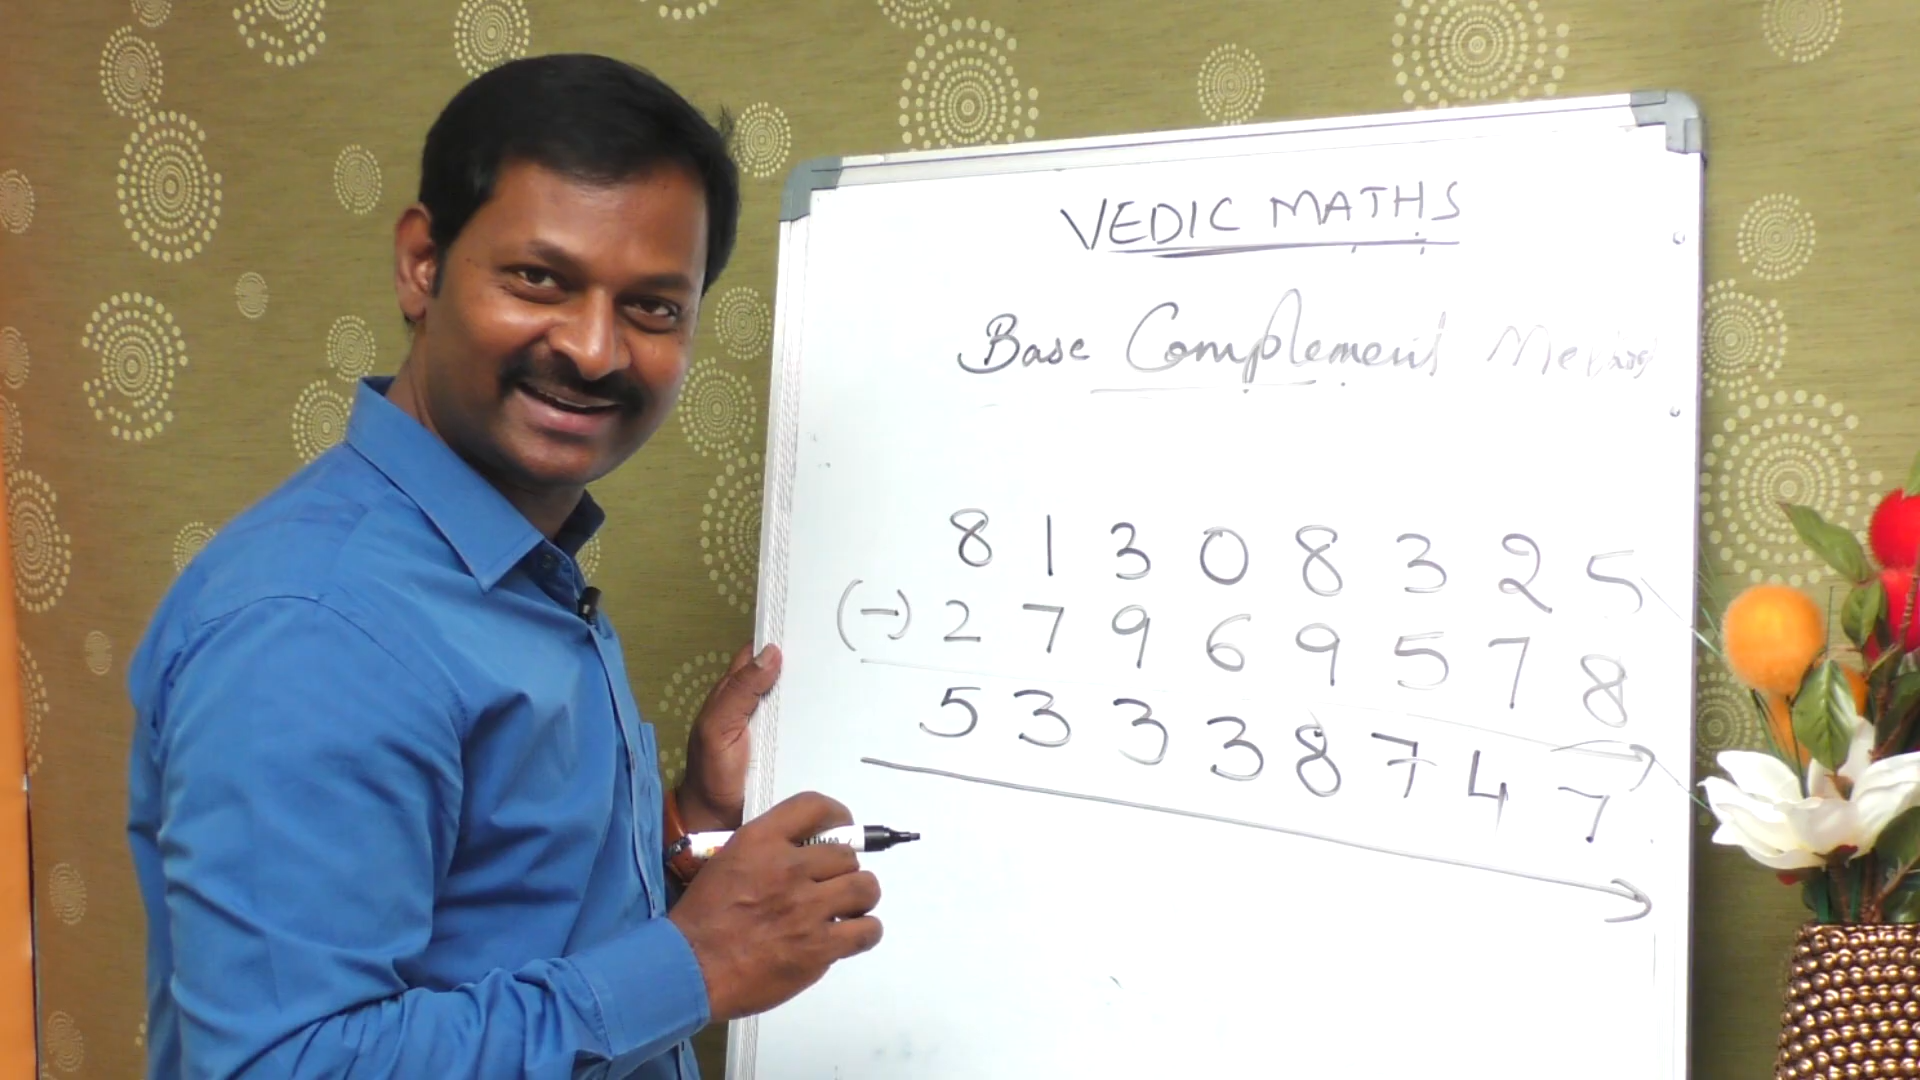 VEDIC MATHS
Base Complement Method
8 1 3 0 8 3 2 5
(-) 2 7 9 6 9 5 7 8
5 3 3 3 8 7 4 7